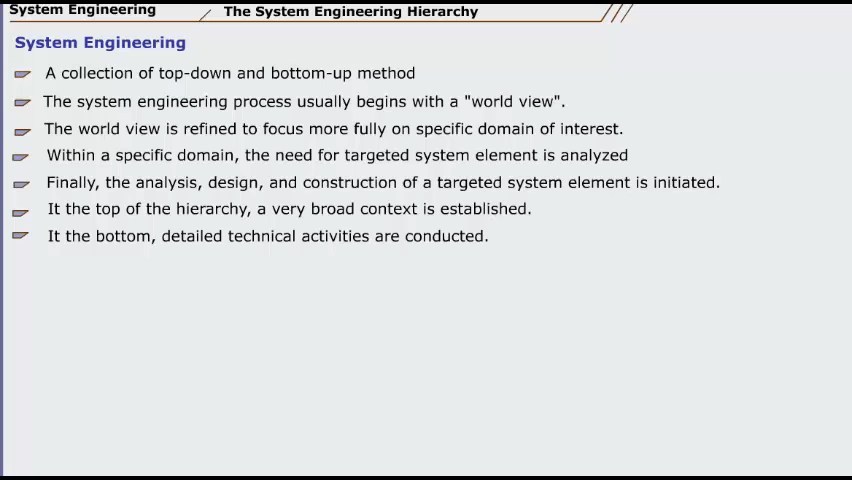 System Engineering
The System Engineering Hierarchy
System Engineering
A collection of top-down and bottom-up method
The system engineering process usually begins with a "world view".
The world view is refined to focus more fully on specific domain of interest.
Within a specific domain, the need for targeted system element is analyzed
Finally, the analysis, design, and construction of a targeted system element is initiated.
It the top of the hierarchy, a very broad context is established.
It the bottom, detailed technical activities are conducted.